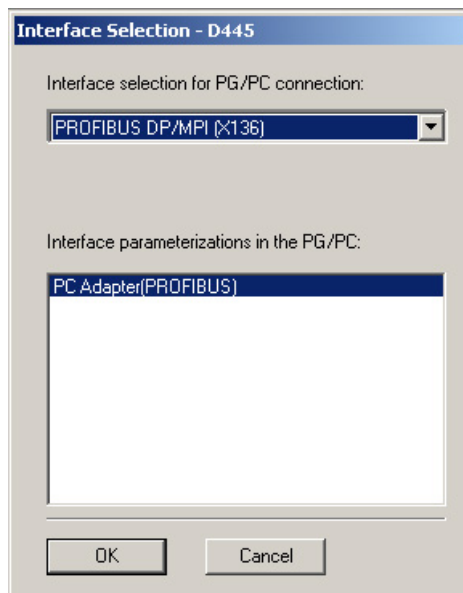 Interface Selection - D445
Interface selection for PG/PC connection:
PROFIBUS DP/MPI (X136)
Interface parameterizations in the PG/PC:
PC Adapter(PROFIBUS)
OK Cancel